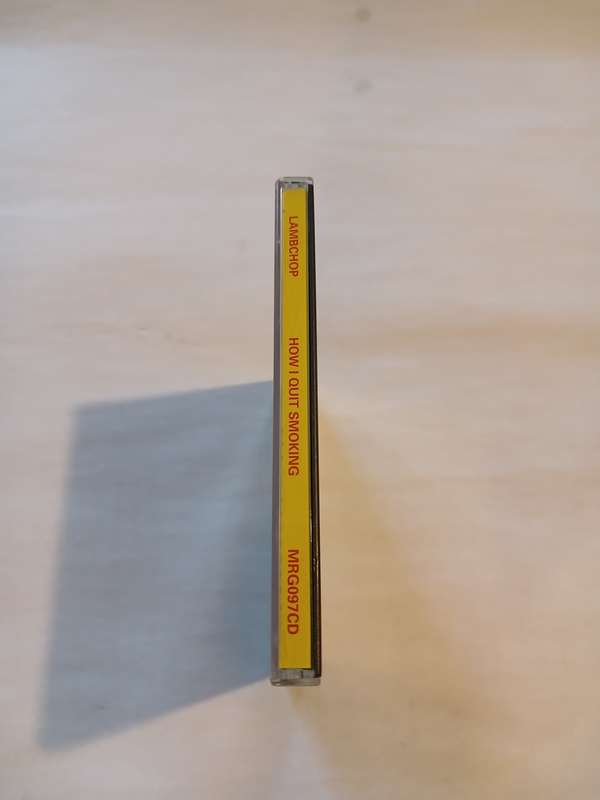 LAMBCHOP
HOW I QUIT SMOKING
MRG097CD